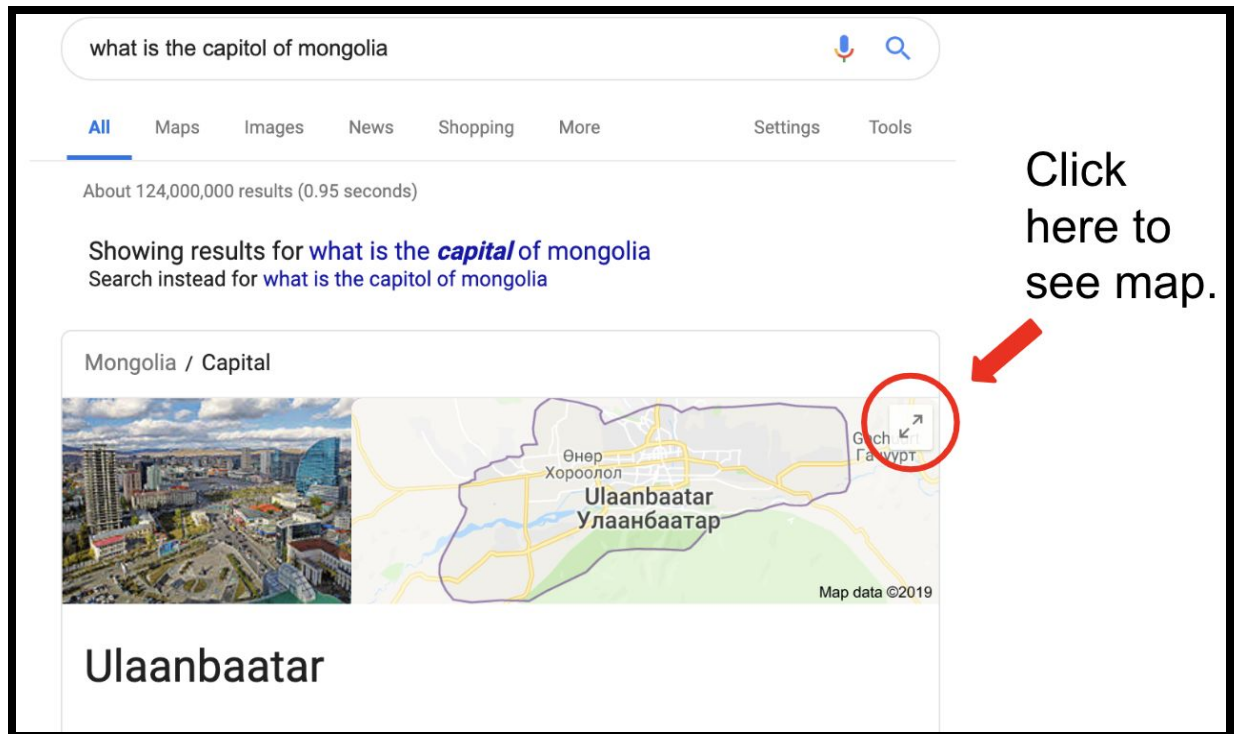 what is the capitol of mongolia
All Maps Images News Shopping More Settings Tools
About 124,000,000 results (0.95 seconds)
Showing results for what is the capital of mongolia
Search instead for what is the capitol of mongolia
Click
here to
see map.
Mongolia / Capital
Өнөр
Хороолол
Ulaanbaatar
Улаанбаатар
Map data ©2019
Ulaanbaatar